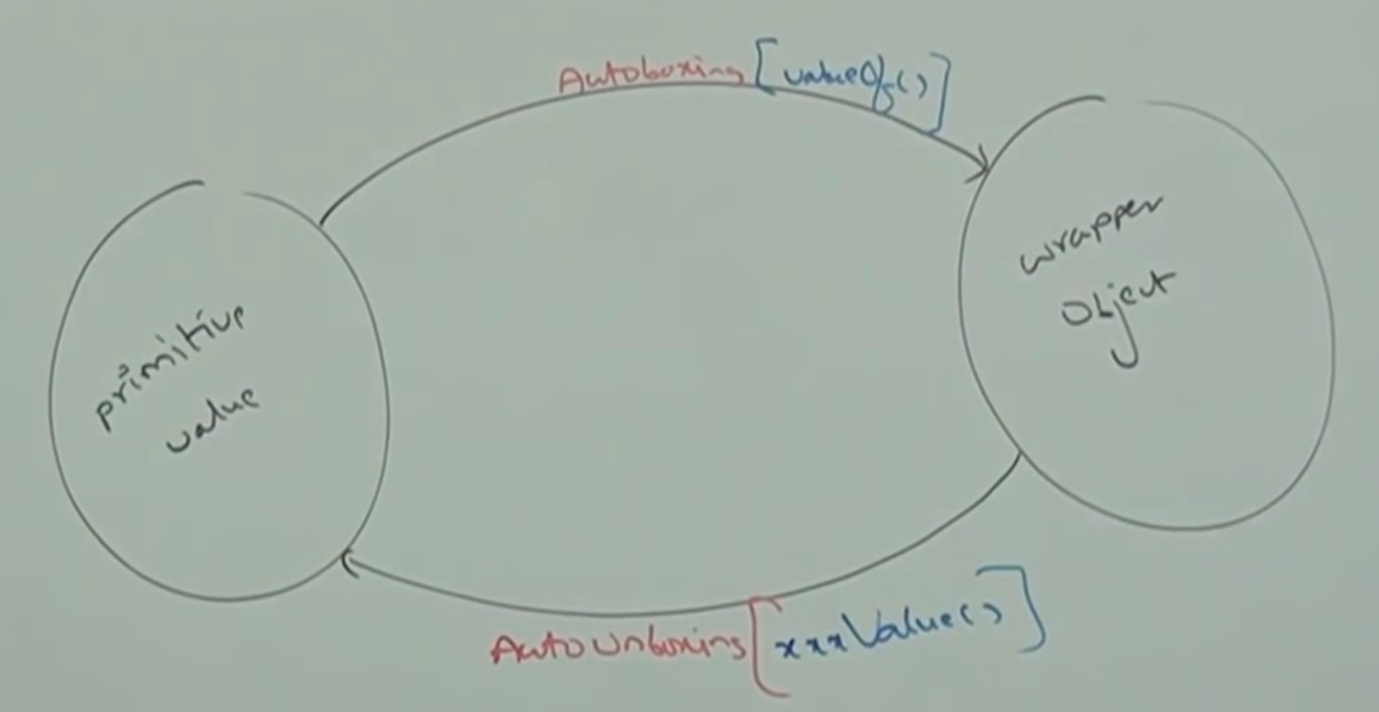 Autoboxing [valueOf()]
primitive
value
wrapper
object
AutoUnboxing [xxxValue()]